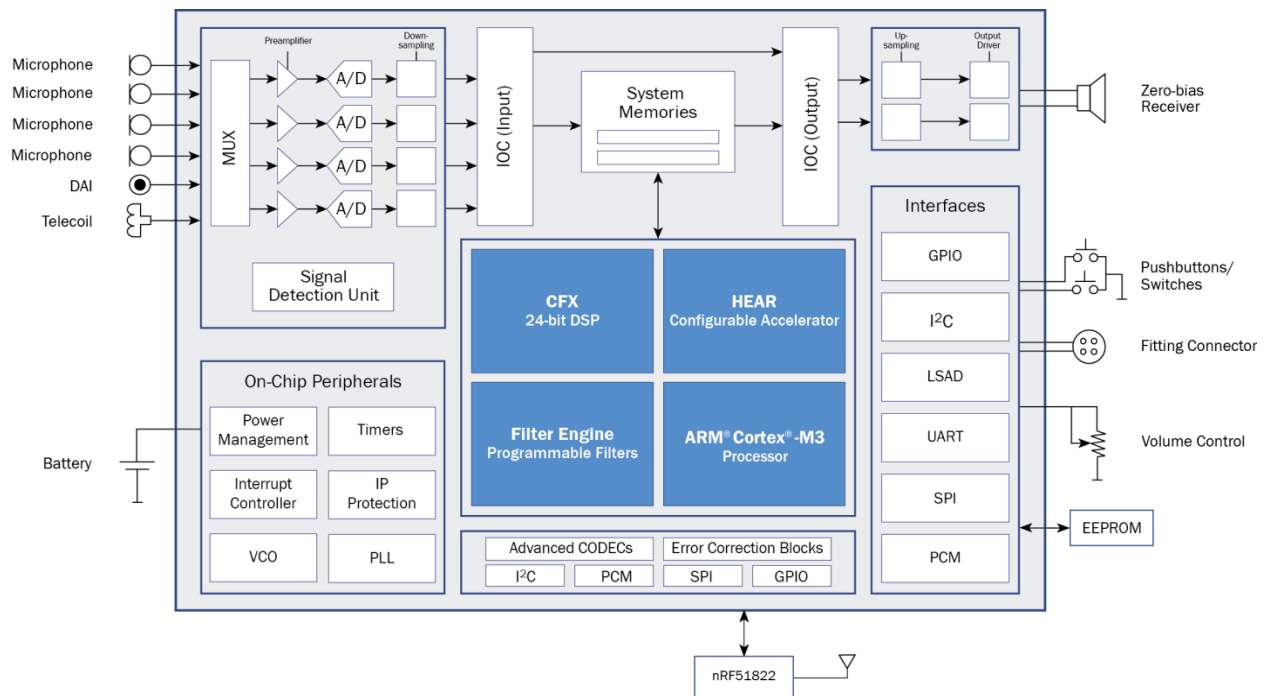 Microphone
Microphone
Microphone
Microphone
DAI
Telecoil
Battery
Preamplifier
Down-
sampling
MUX
A/D
A/D
A/D
A/D
Signal
Detection Unit
IOC (Input)
System
Memories
IOC (Output)
Up-
sampling
Output
Driver
Zero-bias
Receiver
CFX
24-bit DSP
HEAR
Configurable Accelerator
Filter Engine
Programmable Filters
ARM® Cortex®-M3
Processor
On-Chip Peripherals
Power
Management
Timers
Interrupt
Controller
IP
Protection
VCO
PLL
Advanced CODECs
Error Correction Blocks
I²C
PCM
SPI
GPIO
Interfaces
GPIO
I²C
LSAD
UART
SPI
PCM
Pushbuttons/
Switches
Fitting Connector
Volume Control
EEPROM
nRF51822